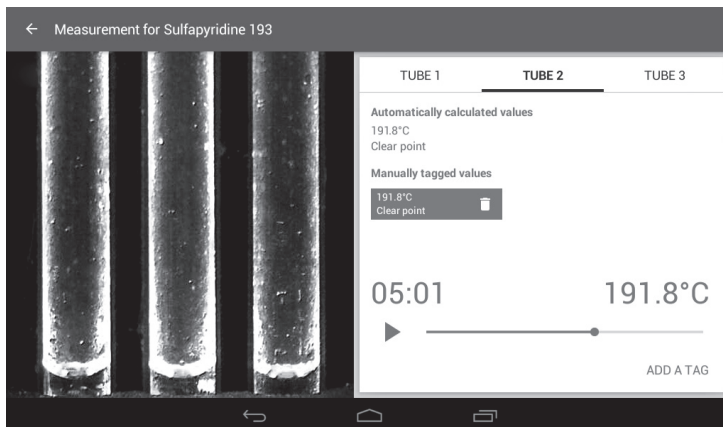 Measurement for Sulfapyridine 193
TUBE 1 TUBE 2 TUBE 3
Automatically calculated values
191.8°C
Clear point
Manually tagged values
191.8°C
Clear point
05:01 191.8°C
ADD A TAG